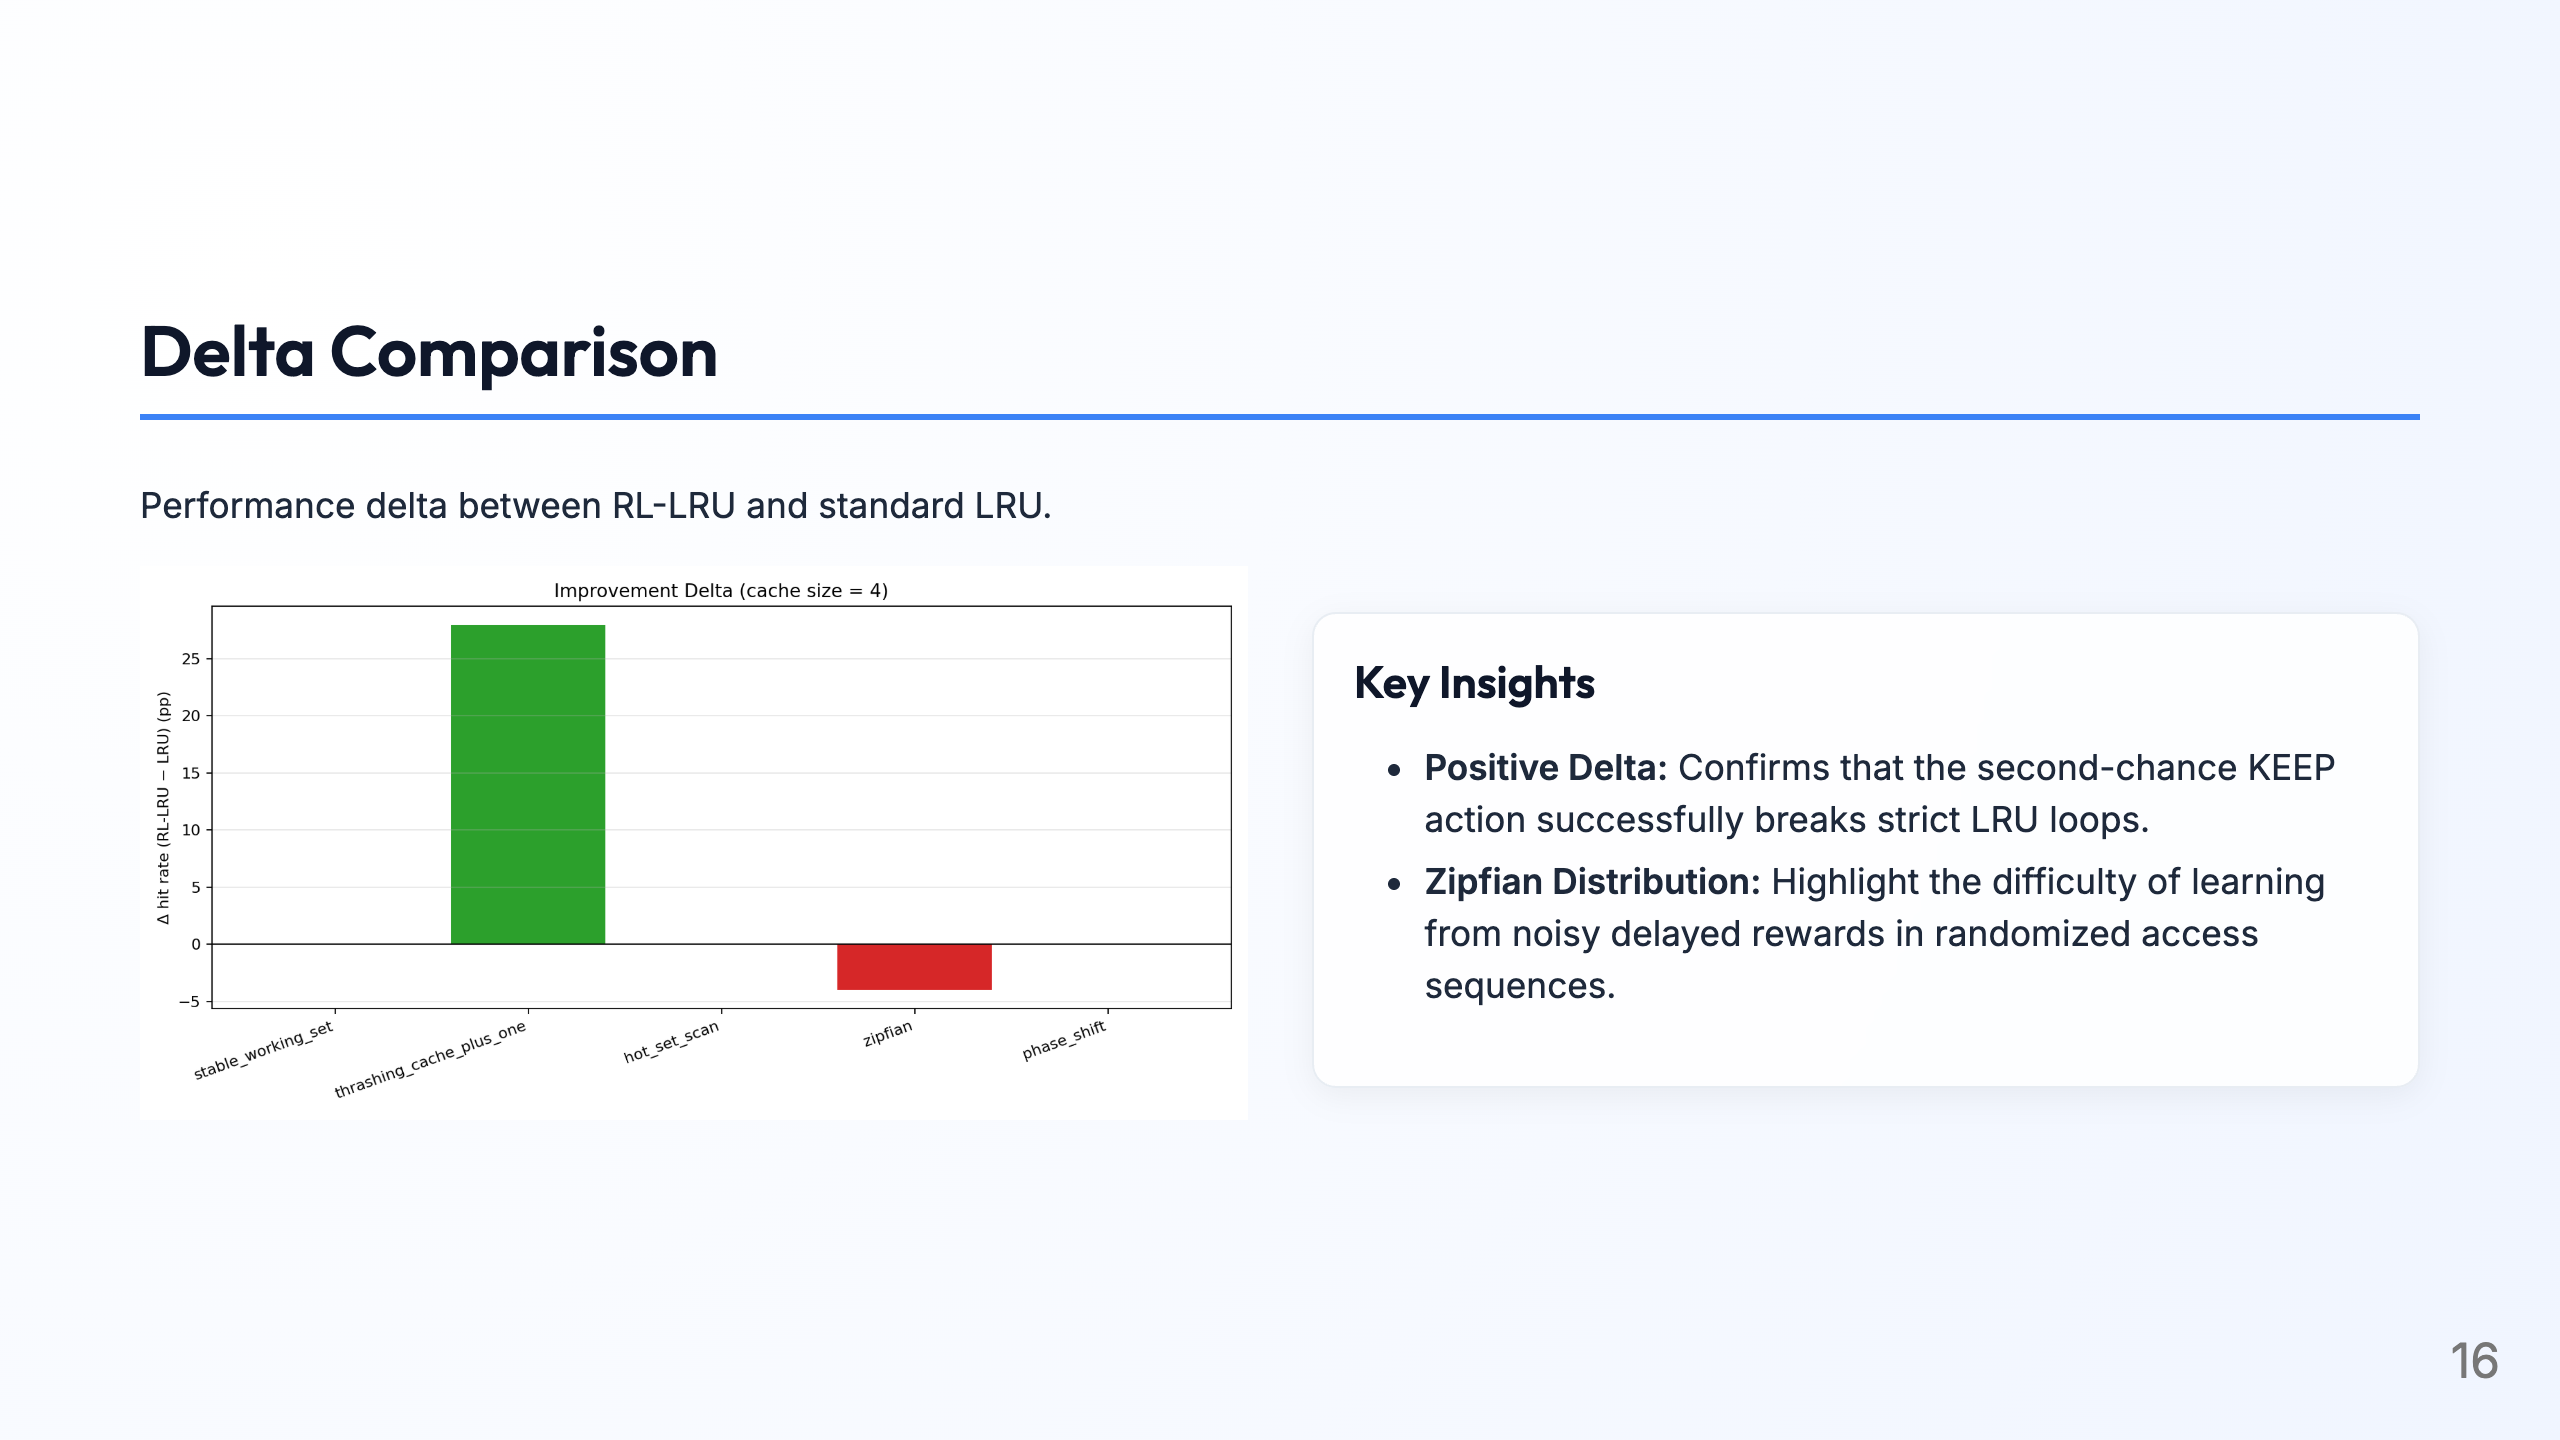 Delta Comparison
Performance delta between RL-LRU and standard LRU.
Improvement Delta (cache size = 4)
Δ hit rate (RL-LRU − LRU) (pp)
25
20
15
10
5
0
−5
stable_working_set
thrashing_cache_plus_one
hot_set_scan
zipfian
phase_shift
Key Insights
• Positive Delta: Confirms that the second-chance KEEP
action successfully breaks strict LRU loops.
• Zipfian Distribution: Highlight the difficulty of learning
from noisy delayed rewards in randomized access
sequences.
16